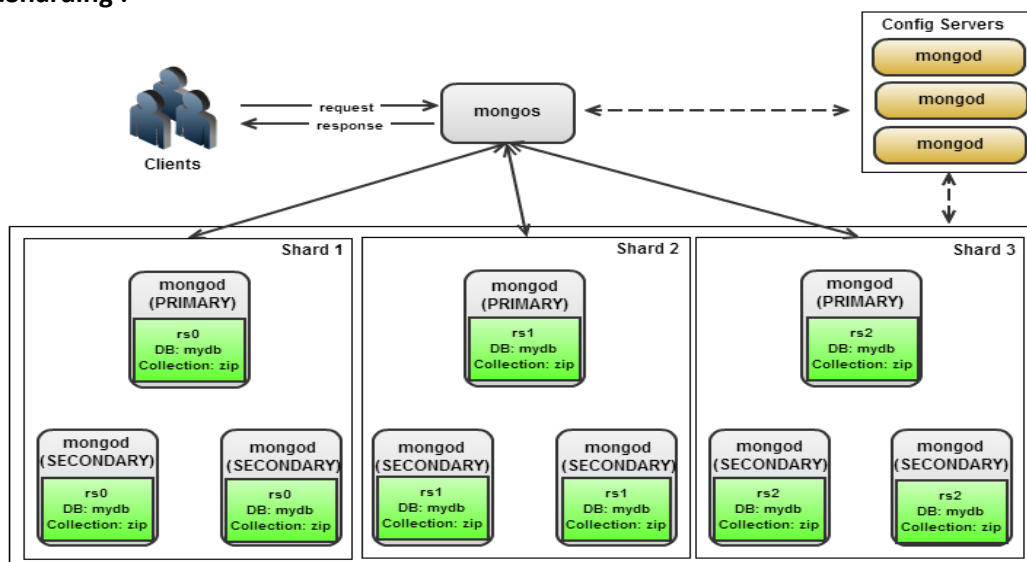 Config Servers
mongod
mongod
mongod
request
response
mongos
Clients
Shard 1
mongod
(PRIMARY)
rs0
DB: mydb
Collection: zip
mongod
(SECONDARY)
rs0
DB: mydb
Collection: zip
mongod
(SECONDARY)
rs0
DB: mydb
Collection: zip
Shard 2
mongod
(PRIMARY)
rs1
DB: mydb
Collection: zip
mongod
(SECONDARY)
rs1
DB: mydb
Collection: zip
mongod
(SECONDARY)
rs1
DB: mydb
Collection: zip
Shard 3
mongod
(PRIMARY)
rs2
DB: mydb
Collection: zip
mongod
(SECONDARY)
rs2
DB: mydb
Collection: zip
mongod
(SECONDARY)
rs2
DB: mydb
Collection: zip